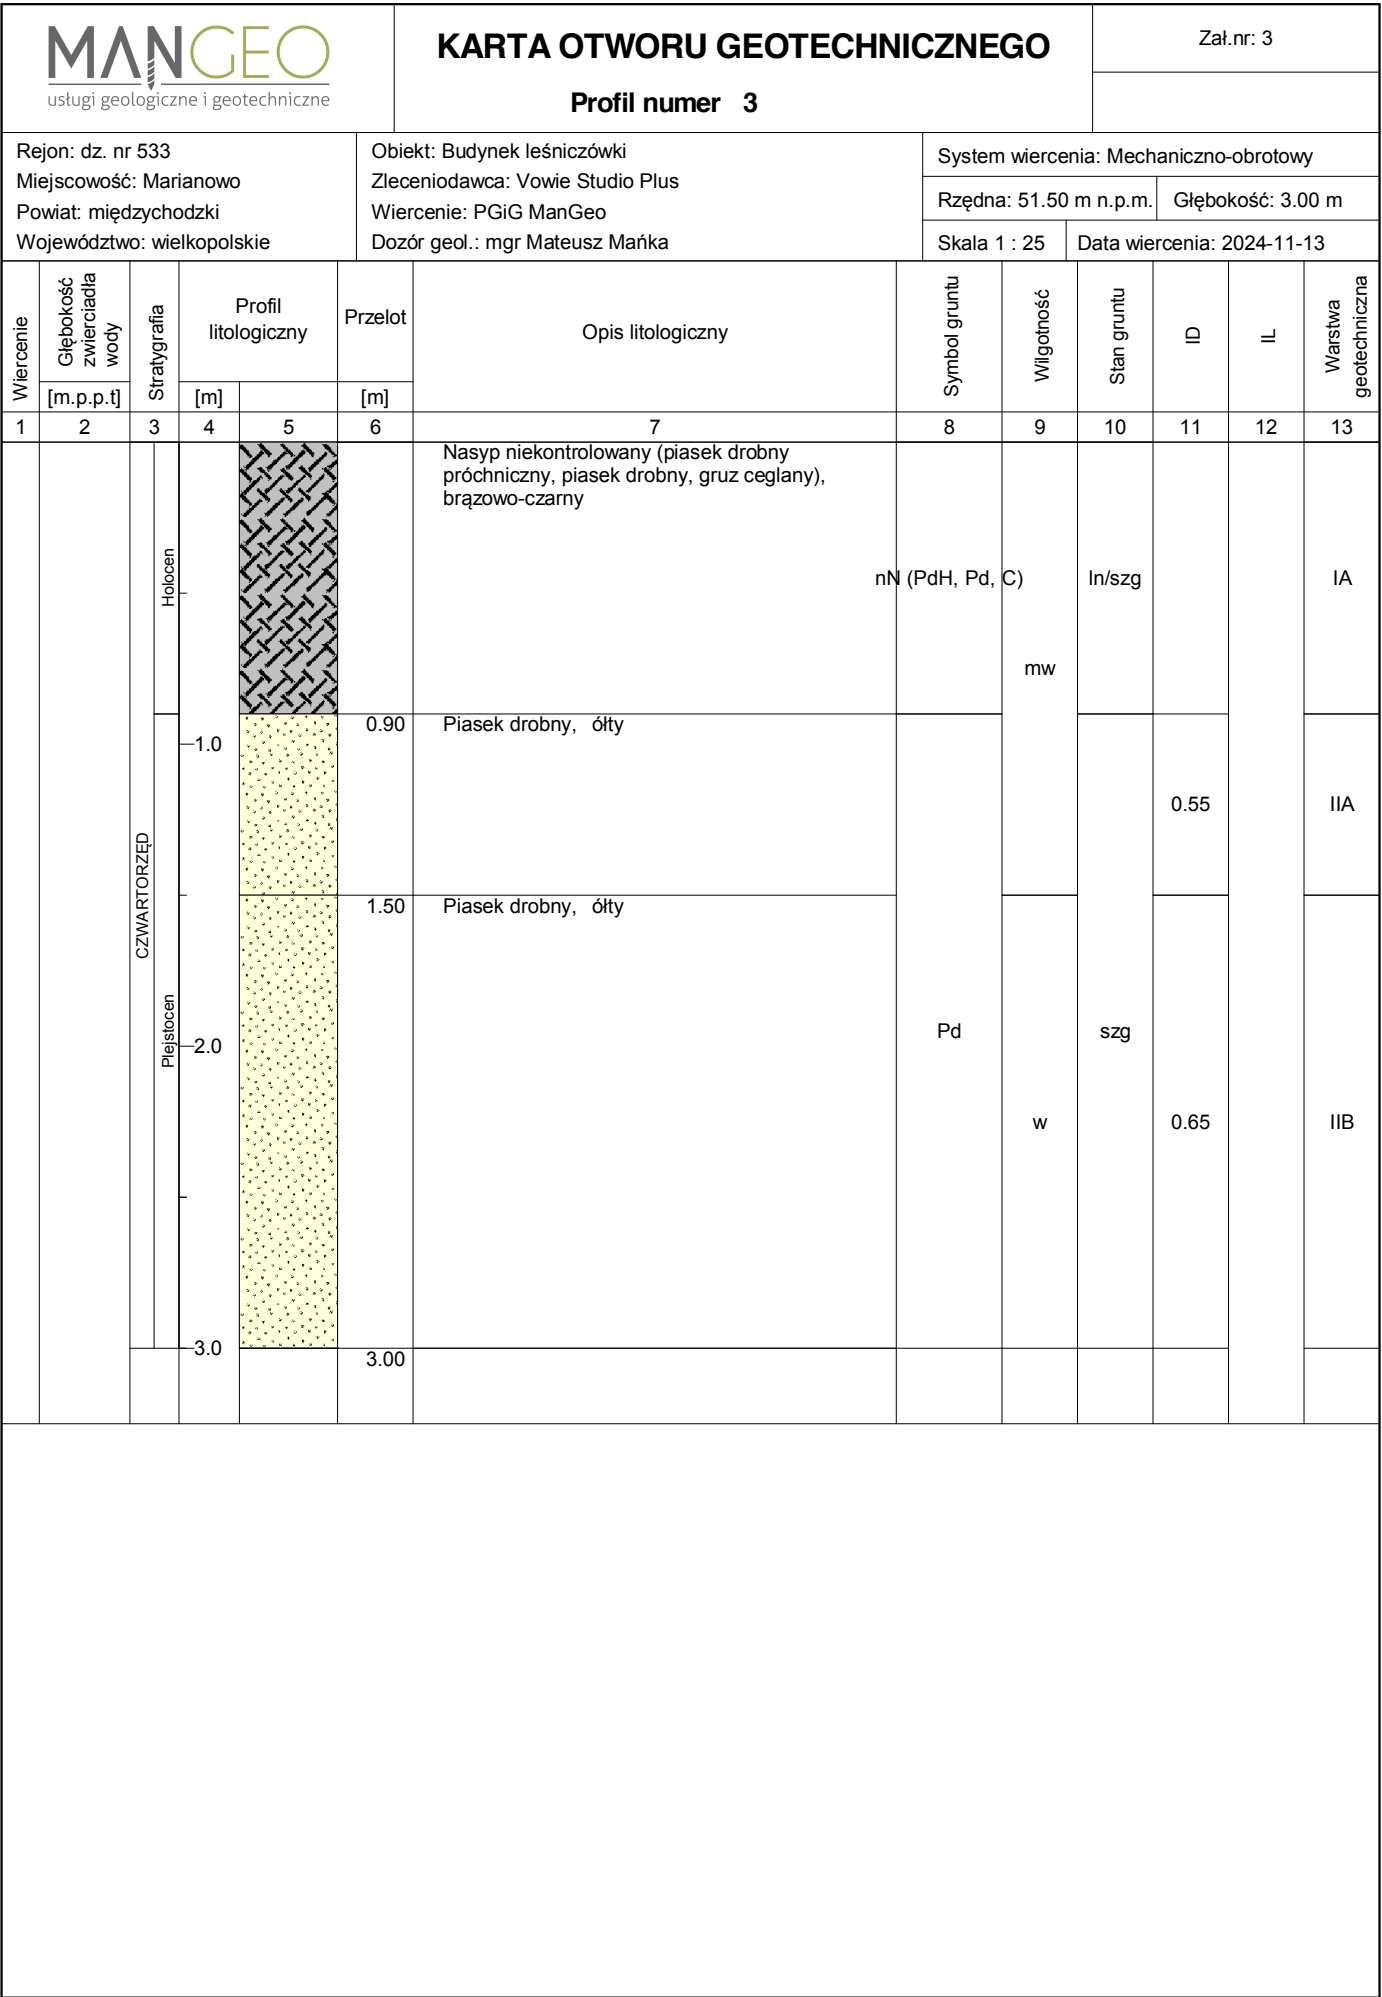 MANGEO
usługi geologiczne i geotechniczne
KARTA OTWORU GEOTECHNICZNEGO
Profil numer 3
Zał.nr: 3
Rejon: dz. nr 533
Miejscowość: Marianowo
Powiat: międzychodzki
Województwo: wielkopolskie
Obiekt: Budynek leśniczówki
Zleceniodawca: Vowie Studio Plus
Wiercenie: PGiG ManGeo
Dozór geol.: mgr Mateusz Mańka
System wiercenia: Mechaniczno-obrotowy
Rzędna: 51.50 m n.p.m. Głębokość: 3.00 m
Skala 1 : 25 Data wiercenia: 2024-11-13
Wiercenie
Głębokość
zwierciadła
wody
[m.p.p.t]
Stratygrafia
Profil
litologiczny
[m]
Przelot
[m]
Opis litologiczny
Symbol gruntu
Wilgotność
Stan gruntu
ID
IL
Warstwa
geotechniczna
1 2 3 4 5 6 7 8 9 10 11 12 13
CZWARTORZĘD
Holocen
Nasyp niekontrolowany (piasek drobny
próchniczny, piasek drobny, gruz ceglany),
brązowo-czarny
nN (PdH, Pd, C) ln/szg IA
mw
0.90 Piasek drobny, ółty
1.0
0.55 IIA
1.50 Piasek drobny, ółty
Plejstocen
2.0
Pd szg
w 0.65 IIB
3.0
3.00